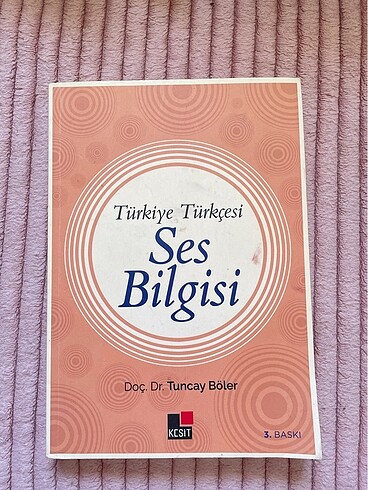 Türkiye Türkçesi
Ses
Bilgisi
Doç. Dr. Tuncay Böler
KESİT
3. BASKI